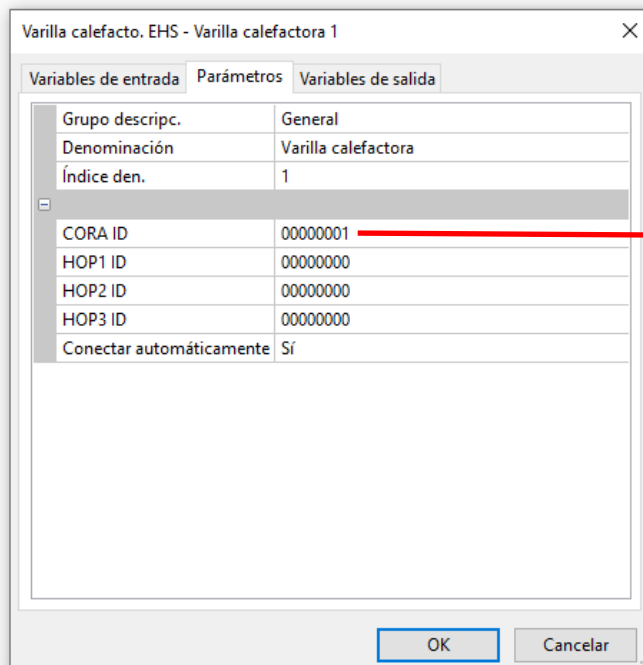 Varilla calefacto. EHS - Varilla calefactora 1
Variables de entrada Parámetros Variables de salida
Grupo descripc. General
Denominación Varilla calefactora
Índice den. 1
CORA ID 00000001
HOP1 ID 00000000
HOP2 ID 00000000
HOP3 ID 00000000
Conectar automáticamente Sí
OK Cancelar